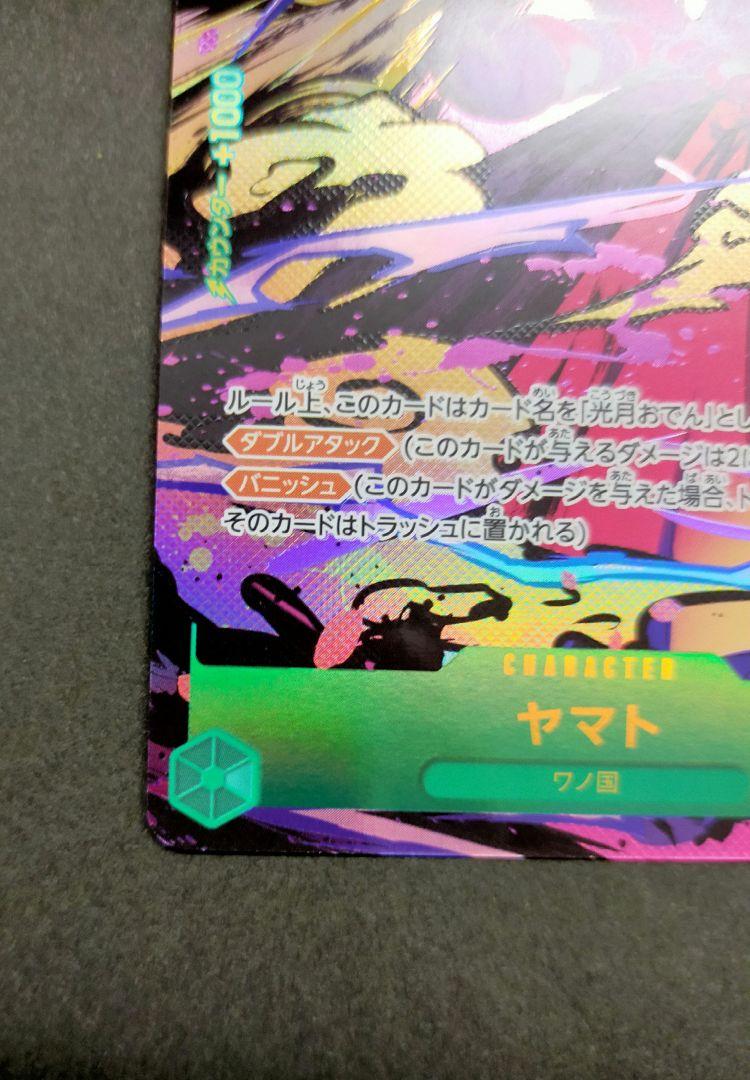 カウンター +1000
ルール上、このカードはカード名を「光月おでん」とし
ダブルアタック (このカードが与えるダメージは2に
バニッシュ (このカードがダメージを与えた場合、
そのカードはトラッシュに置かれる)
CHARACTER
ヤマト
ワノ国